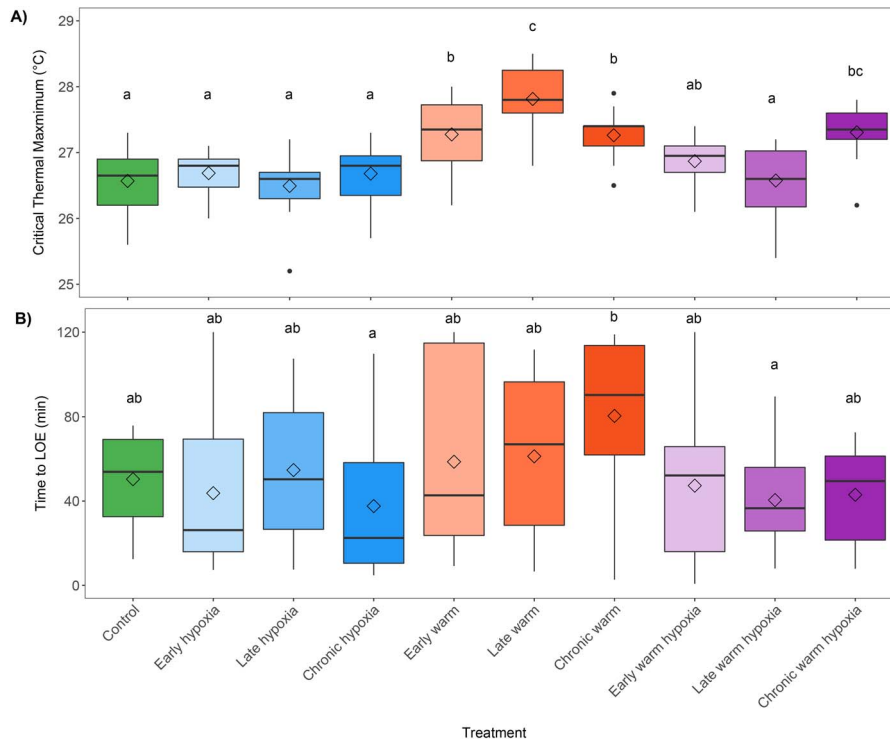 A)
Critical Thermal Maxmimum (°C)
29
28
27
26
25
a
a
a
a
b
c
b
ab
a
bc
B)
Time to LOE (min)
120
80
40
0
ab
ab
ab
a
ab
ab
b
ab
a
ab
Control
Early hypoxia
Late hypoxia
Chronic hypoxia
Early warm
Late warm
Chronic warm
Early warm hypoxia
Late warm hypoxia
Chronic warm hypoxia
Treatment